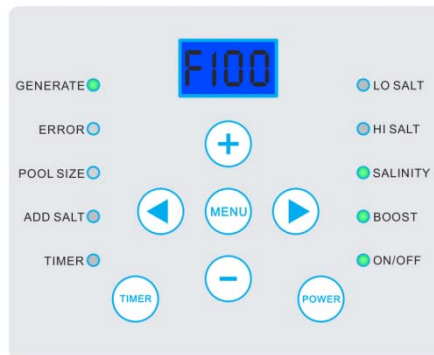 F100
GENERATE
LO SALT
ERROR
+
HI SALT
POOL SIZE
SALINITY
MENU
ADD SALT
BOOST
TIMER
−
ON/OFF
TIMER
POWER